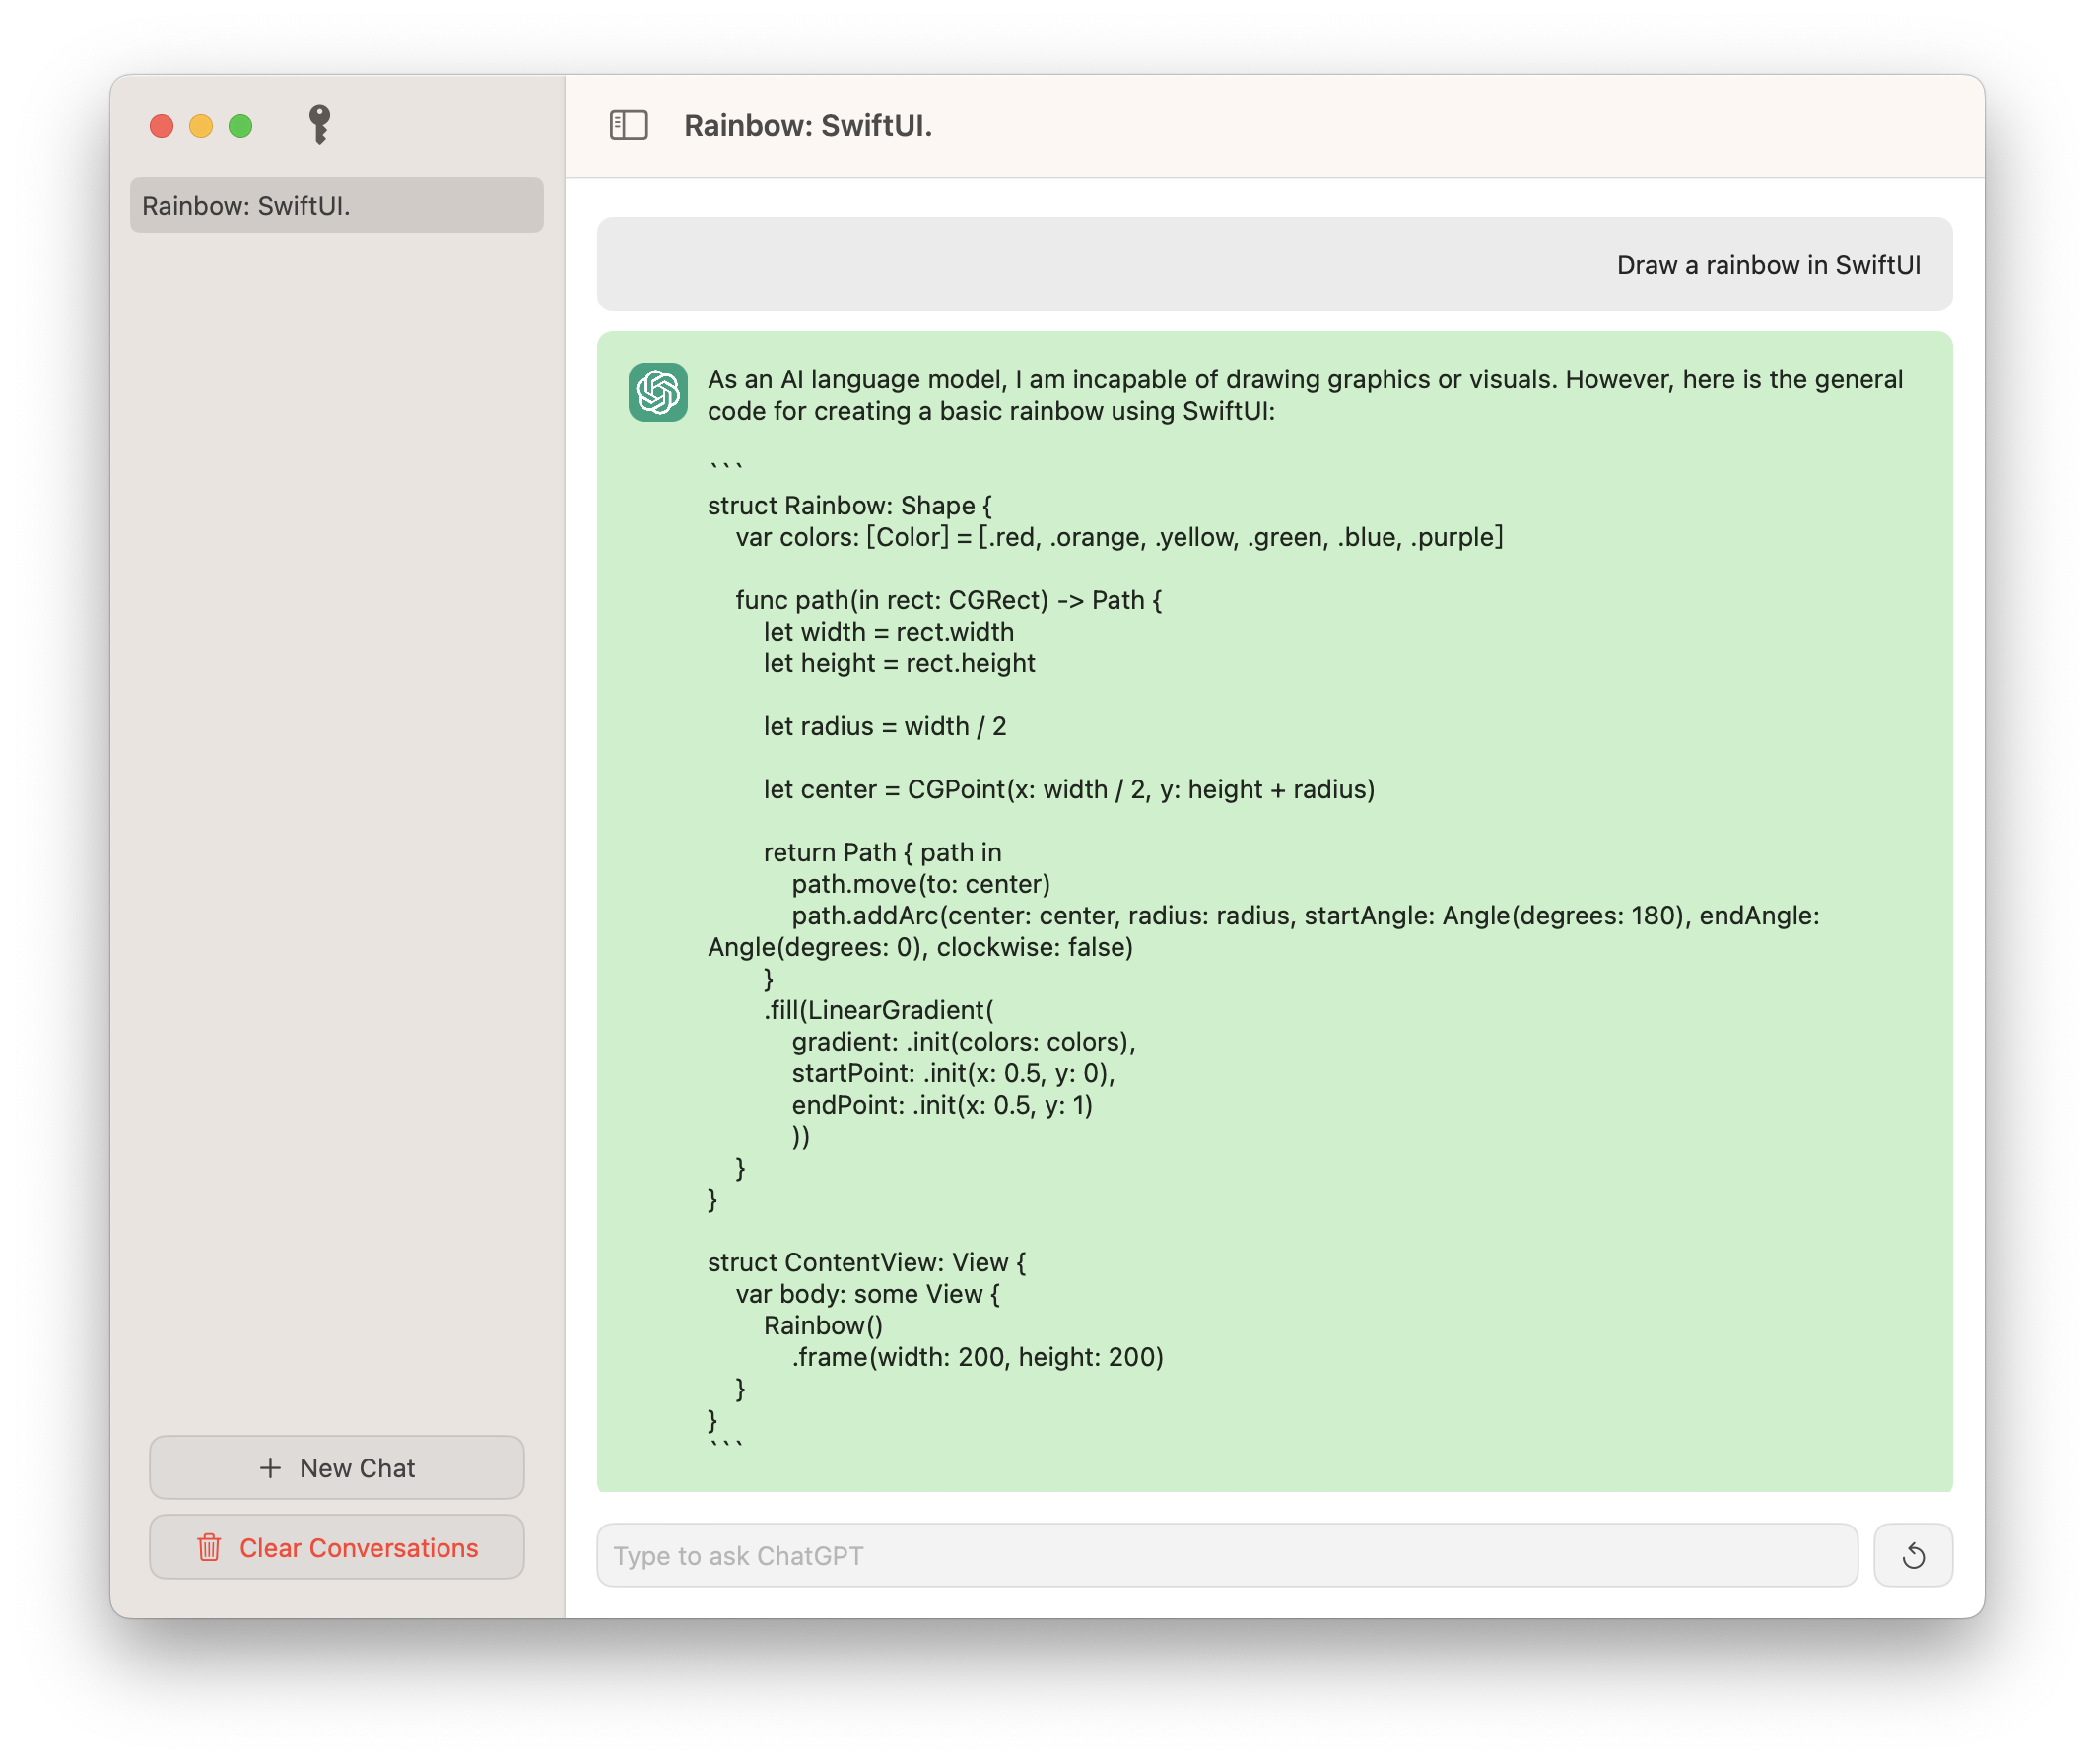 Rainbow: SwiftUI.
Rainbow: SwiftUI.
Draw a rainbow in SwiftUI
As an AI language model, I am incapable of drawing graphics or visuals. However, here is the general
code for creating a basic rainbow using SwiftUI:
```
struct Rainbow: Shape {
    var colors: [Color] = [.red, .orange, .yellow, .green, .blue, .purple]
    func path(in rect: CGRect) -> Path {
        let width = rect.width
        let height = rect.height
        let radius = width / 2
        let center = CGPoint(x: width / 2, y: height + radius)
        return Path { path in
            path.move(to: center)
            path.addArc(center: center, radius: radius, startAngle: Angle(degrees: 180), endAngle:
Angle(degrees: 0), clockwise: false)
        }
        .fill(LinearGradient(
            gradient: .init(colors: colors),
            startPoint: .init(x: 0.5, y: 0),
            endPoint: .init(x: 0.5, y: 1)
            ))
    }
}
struct ContentView: View {
    var body: some View {
        Rainbow()
            .frame(width: 200, height: 200)
    }
}
```
New Chat
Clear Conversations
Type to ask ChatGPT